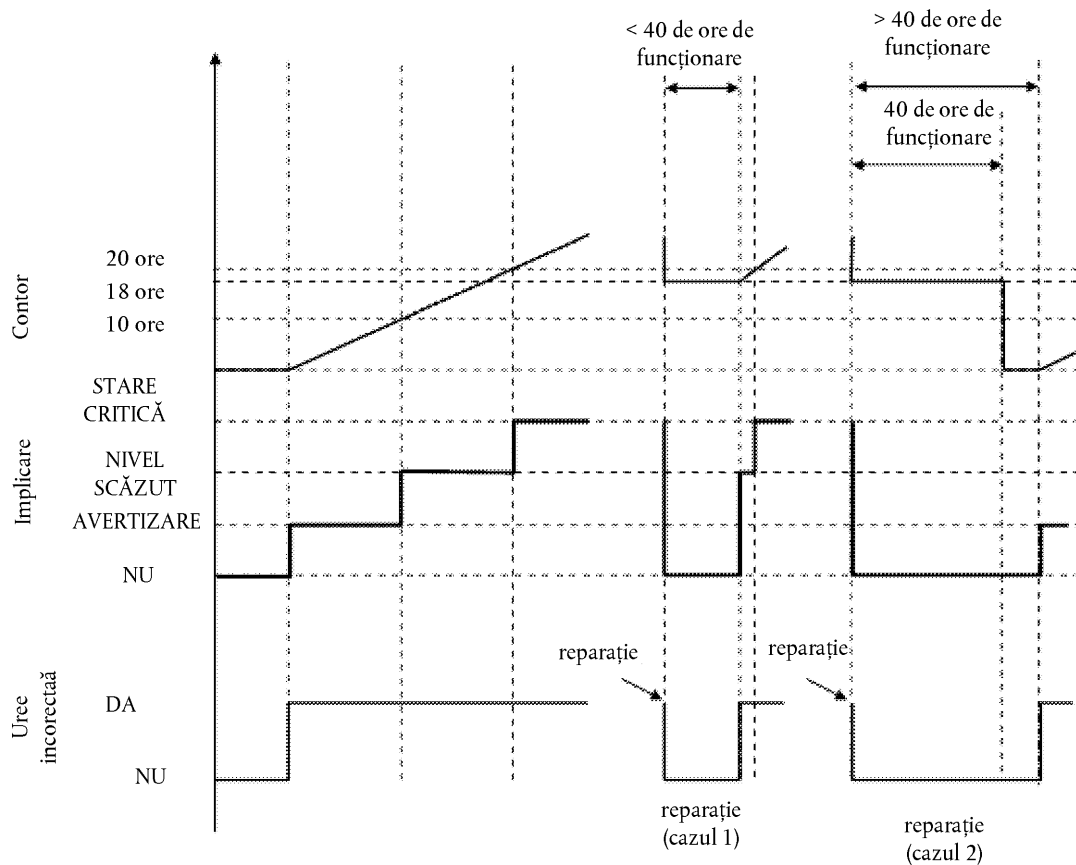 < 40 de ore de
funcționare
> 40 de ore de
funcționare
40 de ore de
funcționare
Contor
20 ore
18 ore
10 ore
Implicare
STARE
CRITICĂ
NIVEL
SCĂZUT
AVERTIZARE
NU
Uree
incorectaă
DA
NU
reparație
reparație
reparație
(cazul 1)
reparație
(cazul 2)